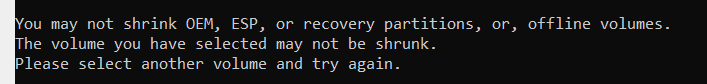 You may not shrink OEM, ESP, or recovery partitions, or, offline volumes.
The volume you have selected may not be shrunk.
Please select another volume and try again.